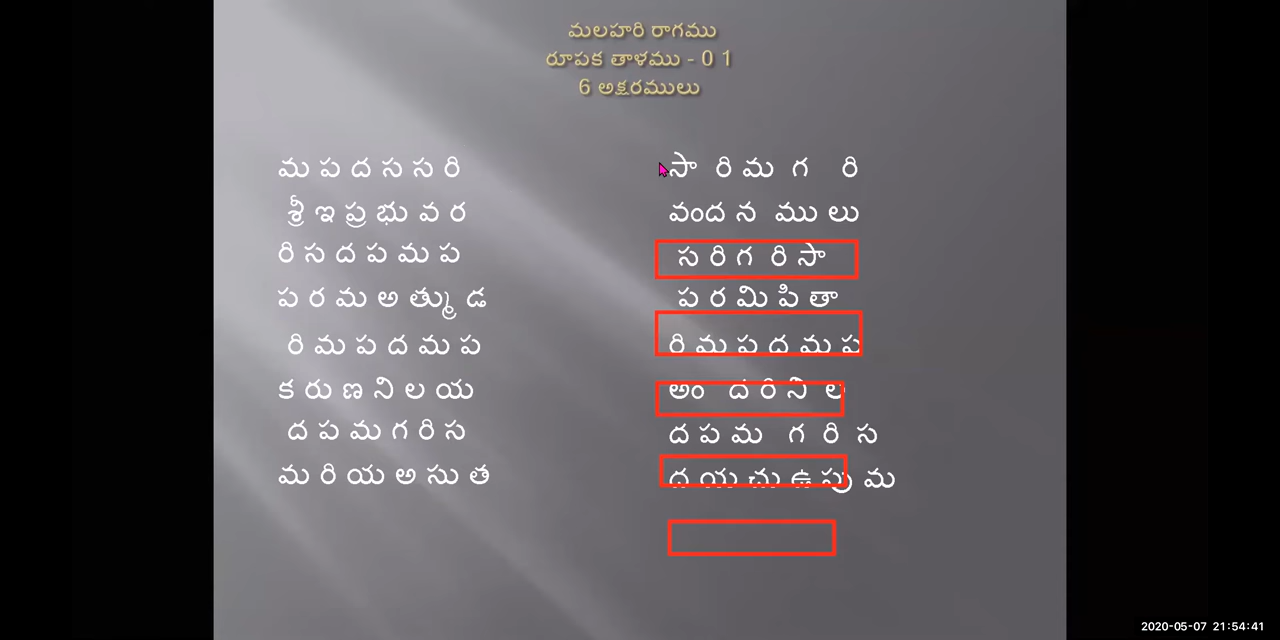 మలహరి రాగము
రూపక తాళము - 0 1
6 అక్షరములు
మ ప ద స స రి
శ్రీ ఇ ప్ర భు వ ర
రి స ద ప మ ప
ప ర మ అ త్ము డ
రి మ ప ద మ ప
క రు ణ ని ల య
ద ప మ గ రి స
మ రి య అ సు త
సా రి మ గ రి
వంద న ము లు
స రి గ రి సా
ప ర మి పి తా
రి మ ప ద మ ప
అం ద రి ని ల
ద ప మ గ రి స
ద య చు ఉ పు మ
2020-05-07 21:54:41